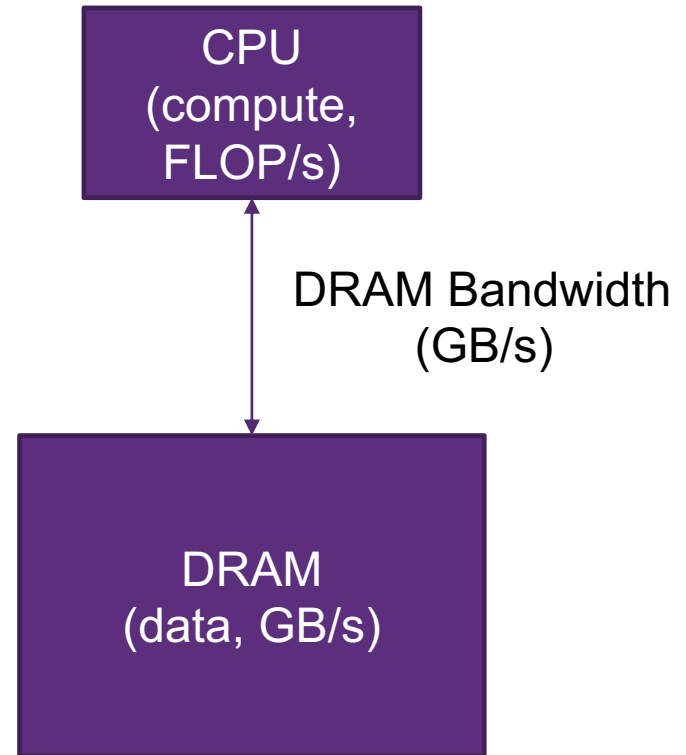 CPU
(compute,
FLOP/s)
DRAM Bandwidth
(GB/s)
DRAM
(data, GB/s)